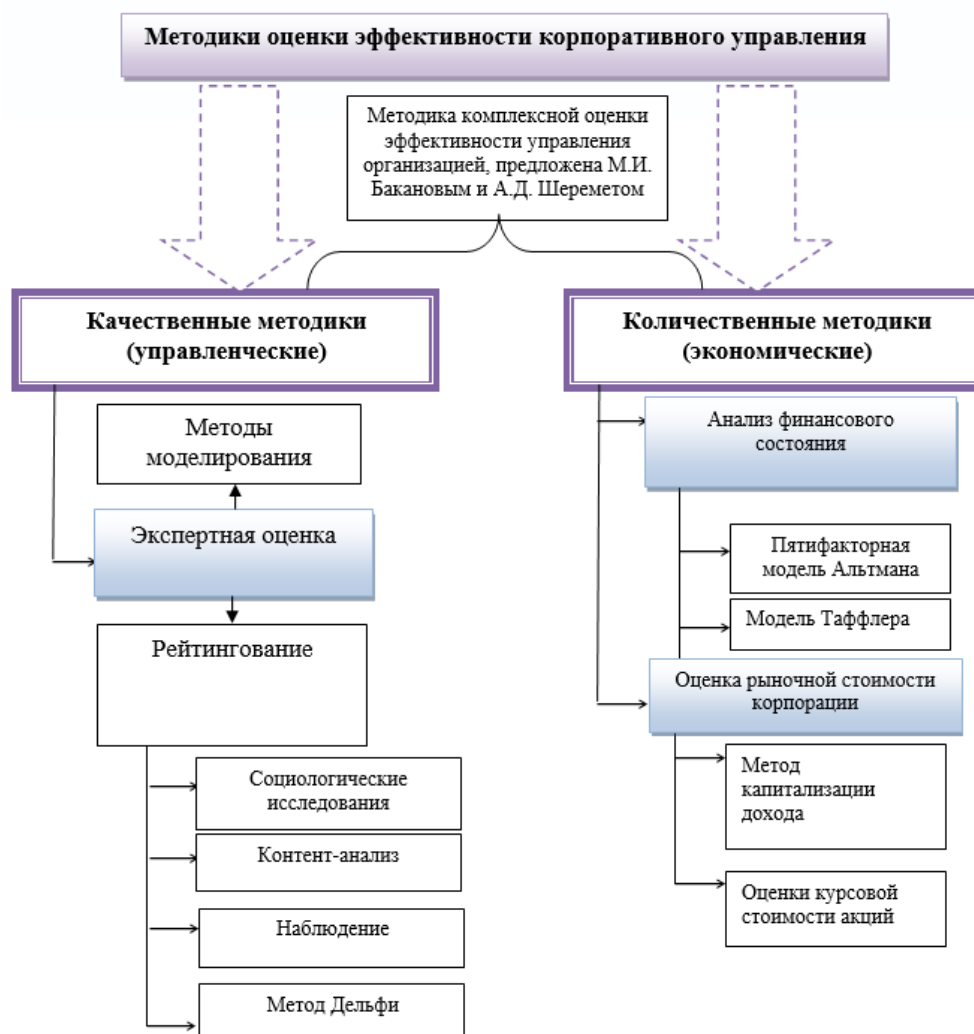 Методики оценки эффективности корпоративного управления
Методика комплексной оценки
эффективности управления
организацией, предложена М.И.
Бакановым и А.Д. Шереметом
Качественные методики
(управленческие)
Методы
моделирования
Экспертная оценка
Рейтингование
Социологические
исследования
Контент-анализ
Наблюдение
Метод Дельфи
Количественные методики
(экономические)
Анализ финансового
состояния
Пятифакторная
модель Альтмана
Модель Таффлера
Оценка рыночной стоимости
корпорации
Метод
капитализации
дохода
Оценки курсовой
стоимости акций